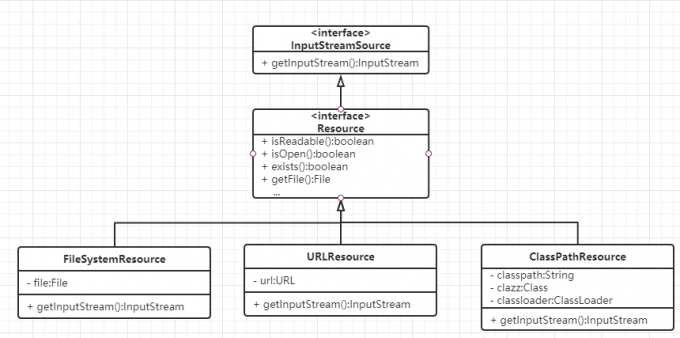 <interface>
InputStreamSource
+ getInputStream():InputStream
<interface>
Resource
+ isReadable():boolean
+ isOpen():boolean
+ exists():boolean
+ getFile():File
...
FileSystemResource
- file:File
+ getInputStream():InputStream
URLResource
- url:URL
+ getInputStream():InputStream
ClassPathResource
- classpath:String
- clazz:Class
- classloader:ClassLoader
+ getInputStream():InputStream